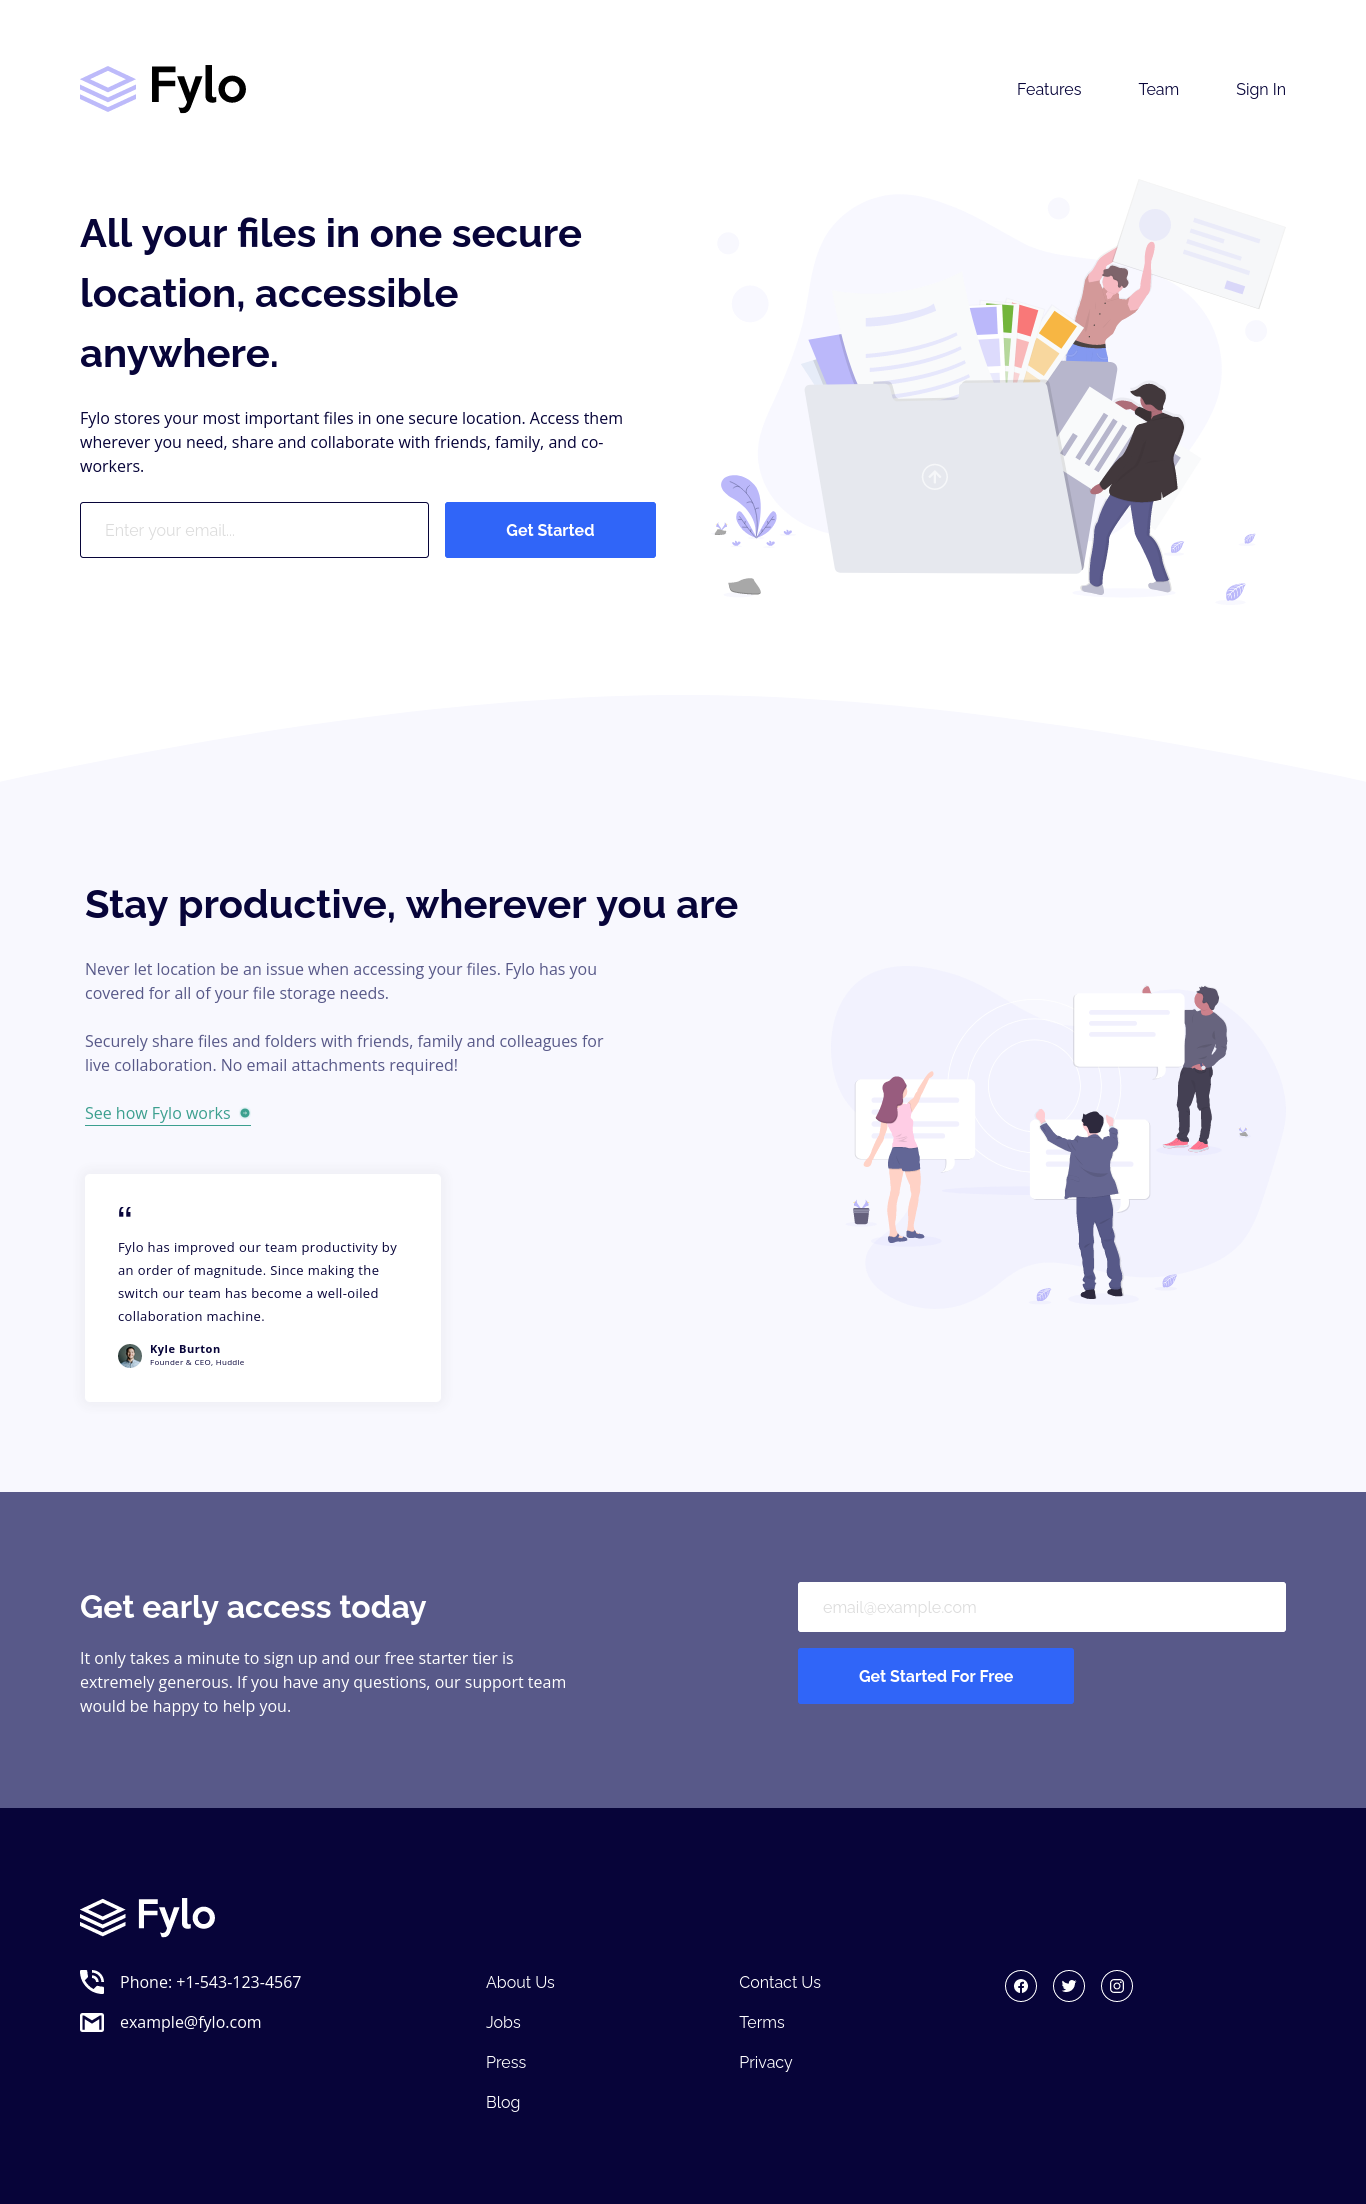 Fylo
Features
Team
Sign In
All your files in one secure
location, accessible
anywhere.
Fylo stores your most important files in one secure location. Access them
wherever you need, share and collaborate with friends, family, and co-
workers.
Enter your email...
Get Started
Stay productive, wherever you are
Never let location be an issue when accessing your files. Fylo has you
covered for all of your file storage needs.
Securely share files and folders with friends, family and colleagues for
live collaboration. No email attachments required!
See how Fylo works
“
Fylo has improved our team productivity by
an order of magnitude. Since making the
switch our team has become a well-oiled
collaboration machine.
Kyle Burton
Founder & CEO, Huddle
Get early access today
It only takes a minute to sign up and our free starter tier is
extremely generous. If you have any questions, our support team
would be happy to help you.
email@example.com
Get Started For Free
Fylo
Phone: +1-543-123-4567
example@fylo.com
About Us
Jobs
Press
Blog
Contact Us
Terms
Privacy